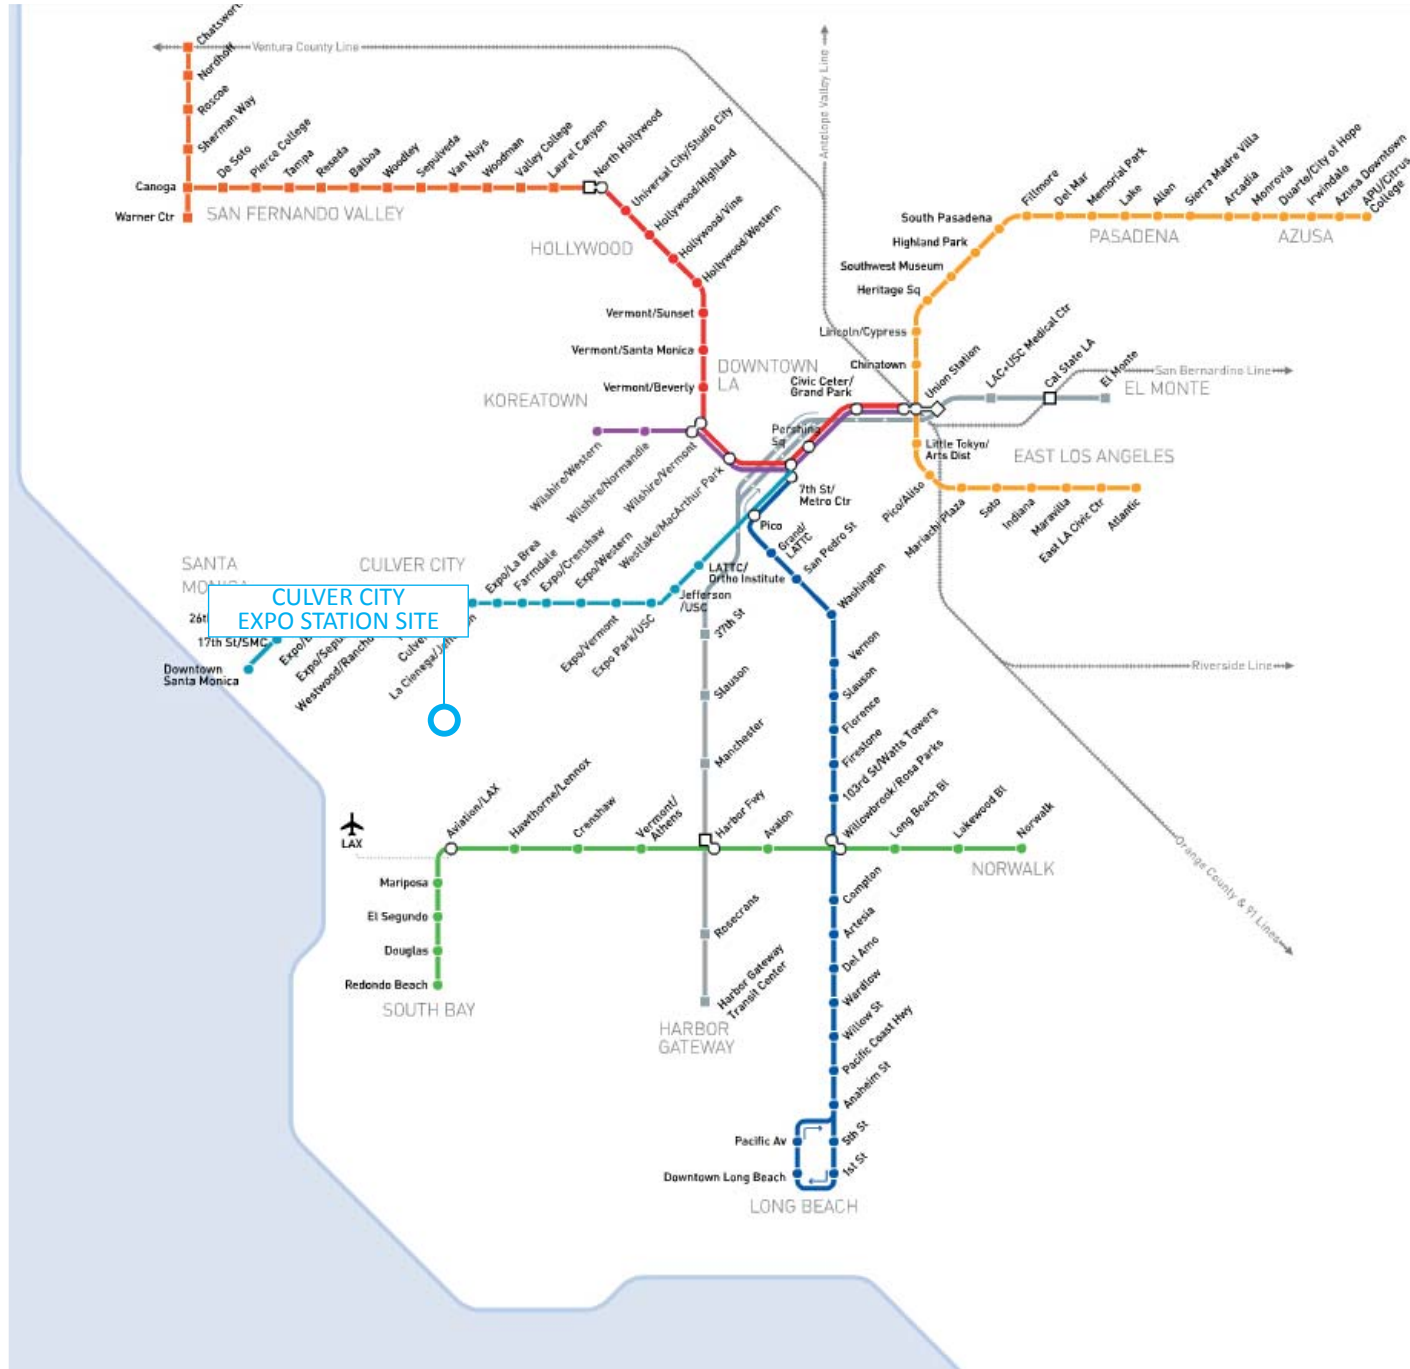 Chatsworth
Nordhoff
Roscoe
Sherman Way
Canoga
Warner Ctr
De Soto
Pierce College
Tampa
Reseda
Balboa
Woodley
Sepulveda
Van Nuys
Woodman
Valley College
Laurel Canyon
North Hollywood
SAN FERNANDO VALLEY
Ventura County Line
Antelope Valley Line
Universal City/Studio City
Hollywood/Highland
Hollywood/Vine
Hollywood/Western
HOLLYWOOD
Vermont/Sunset
Vermont/Santa Monica
Vermont/Beverly
DOWNTOWN
LA
KOREATOWN
Wilshire/Western
Wilshire/Normandie
Wilshire/Vermont
Westlake/MacArthur Park
Civic Ceter/
Grand Park
Pershing
Sq
7th St/
Metro Ctr
Pico
Fillmore
Del Mar
Memorial Park
Lake
Allen
Sierra Madre Villa
Arcadia
Monrovia
Duarte/City of Hope
Irwindale
Azusa Downtown
APU/Citrus
College
PASADENA
AZUSA
South Pasadena
Highland Park
Southwest Museum
Heritage Sq
Lincoln/Cypress
Chinatown
Union Station
LAC+USC Medical Ctr
Cal State LA
El Monte
San Bernardino Line
EL MONTE
Little Tokyo/
Arts Dist
EAST LOS ANGELES
Pico/Aliso
Mariachi Plaza
Soto
Indiana
Maravilla
East LA Civic Ctr
Atlantic
Grand/
LATTC
San Pedro St
Washington
Vernon
Slauson
Florence
Firestone
103rd St/Watts Towers
Willowbrook/Rosa Parks
SANTA
CULVER CITY
CULVER CITY
EXPO STATION SITE
17th St/SMC
Downtown
Santa Monica
Expo/La Brea
Farmdale
Expo/Crenshaw
Expo/Western
Expo/Vermont
Expo Park/USC
Jefferson
/USC
LATTC/
Ortho Institute
37th St
Slauson
Manchester
Harbor Fwy
Rosecrans
Harbor Gateway
Transit Center
HARBOR
GATEWAY
LAX
Aviation/LAX
Hawthorne/Lennox
Crenshaw
Vermont/
Athens
Avalon
Long Beach Bl
Lakewood Bl
Norwalk
NORWALK
Mariposa
El Segundo
Douglas
Redondo Beach
SOUTH BAY
Compton
Artesia
Del Amo
Wardlow
Willow St
Pacific Coast Hwy
Anaheim St
5th St
1st St
Pacific Av
Downtown Long Beach
LONG BEACH
Riverside Line
Orange County & 91 Lines